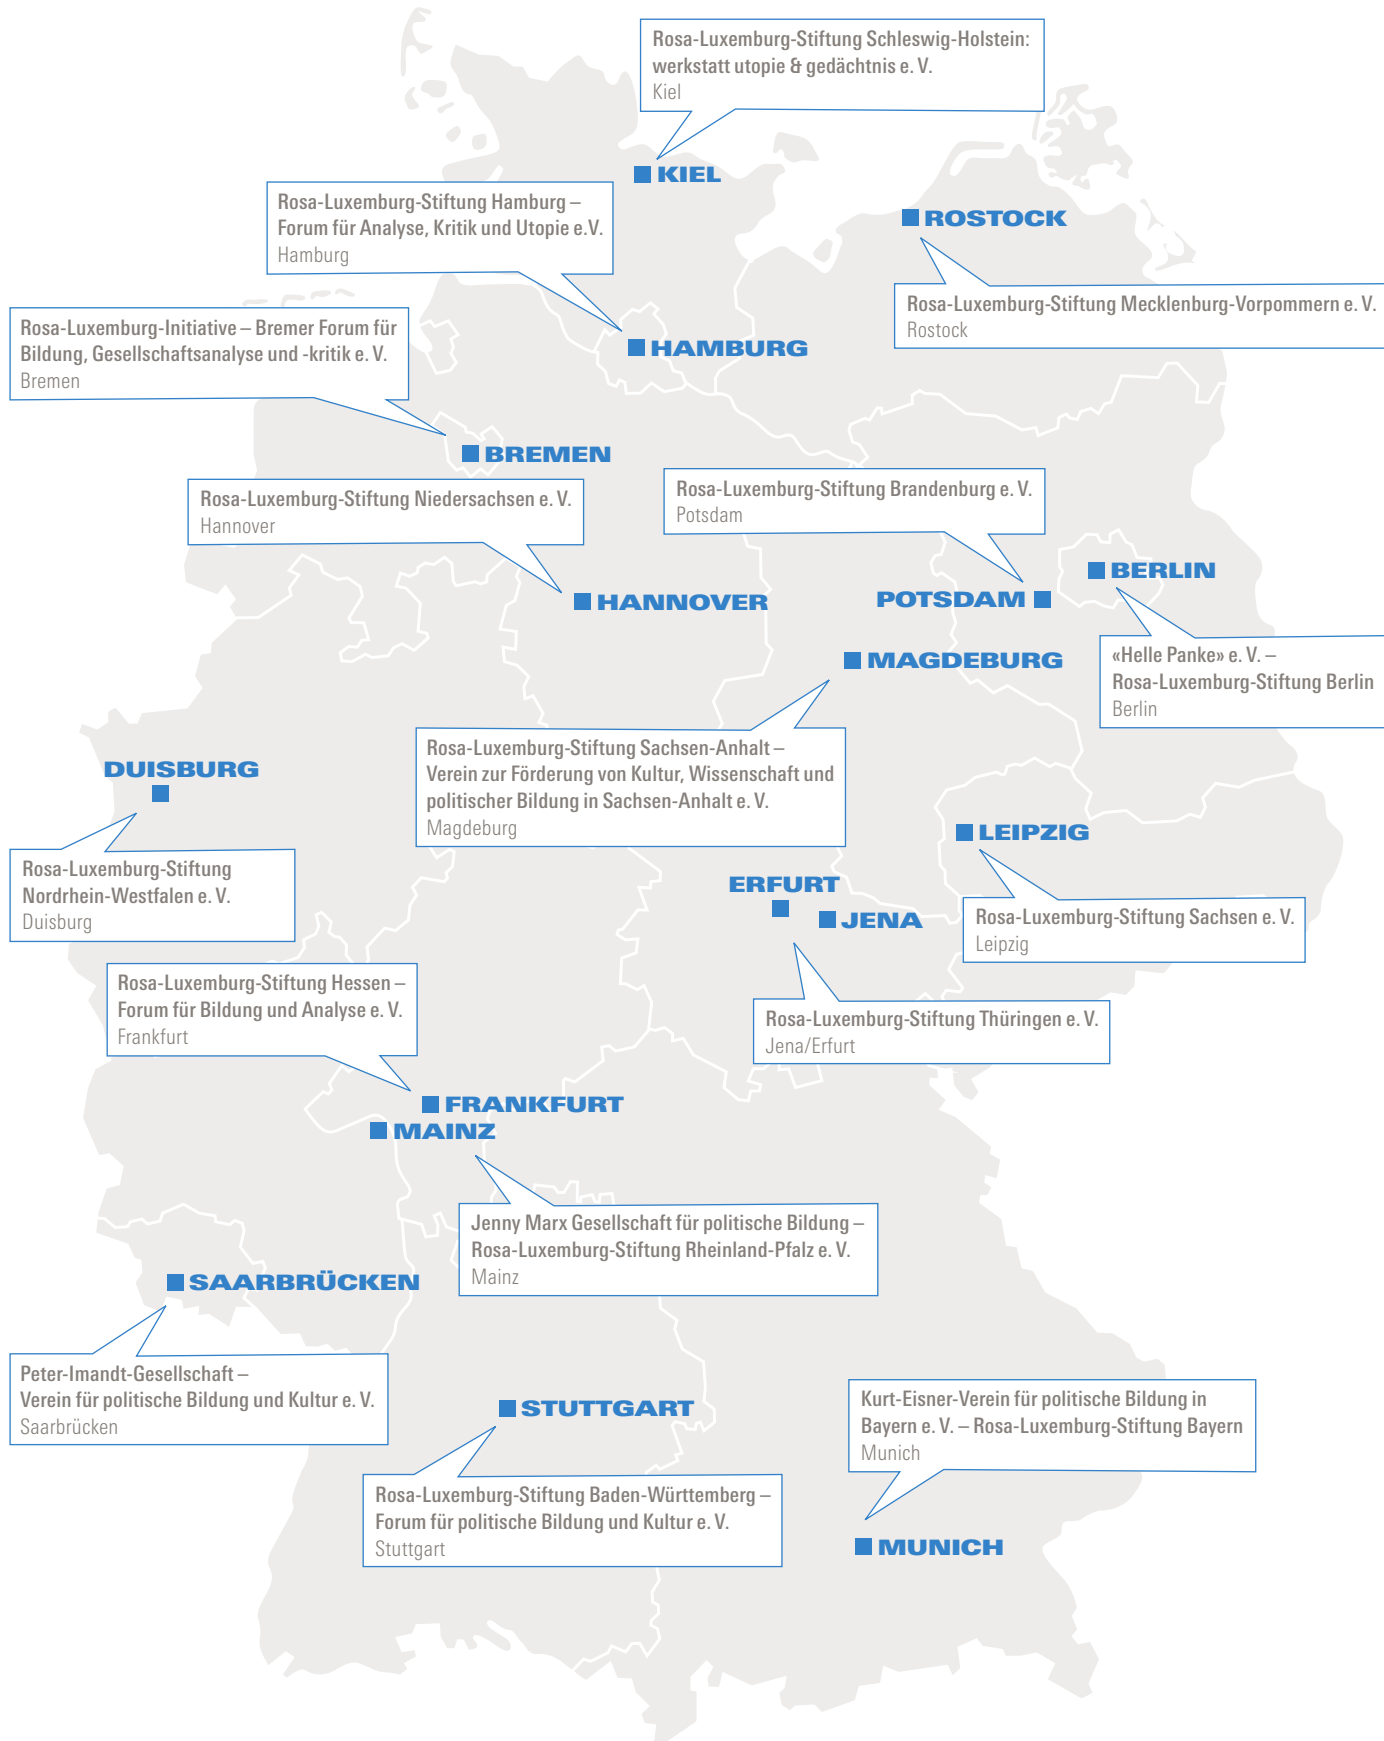 Rosa-Luxemburg-Stiftung Schleswig-Holstein:
werkstatt utopie & gedächtnis e. V.
Kiel
KIEL
Rosa-Luxemburg-Stiftung Hamburg –
Forum für Analyse, Kritik und Utopie e.V.
Hamburg
ROSTOCK
Rosa-Luxemburg-Stiftung Mecklenburg-Vorpommern e. V.
Rostock
Rosa-Luxemburg-Initiative – Bremer Forum für
Bildung, Gesellschaftsanalyse und -kritik e. V.
Bremen
HAMBURG
BREMEN
Rosa-Luxemburg-Stiftung Niedersachsen e. V.
Hannover
Rosa-Luxemburg-Stiftung Brandenburg e. V.
Potsdam
BERLIN
HANNOVER
POTSDAM
«Helle Panke» e. V. –
Rosa-Luxemburg-Stiftung Berlin
Berlin
MAGDEBURG
Rosa-Luxemburg-Stiftung Sachsen-Anhalt –
Verein zur Förderung von Kultur, Wissenschaft und
politischer Bildung in Sachsen-Anhalt e. V.
Magdeburg
DUISBURG
Rosa-Luxemburg-Stiftung
Nordrhein-Westfalen e. V.
Duisburg
LEIPZIG
Rosa-Luxemburg-Stiftung Sachsen e. V.
Leipzig
ERFURT
JENA
Rosa-Luxemburg-Stiftung Thüringen e. V.
Jena/Erfurt
Rosa-Luxemburg-Stiftung Hessen –
Forum für Bildung und Analyse e. V.
Frankfurt
FRANKFURT
MAINZ
Jenny Marx Gesellschaft für politische Bildung –
Rosa-Luxemburg-Stiftung Rheinland-Pfalz e. V.
Mainz
SAARBRÜCKEN
Peter-Imandt-Gesellschaft –
Verein für politische Bildung und Kultur e. V.
Saarbrücken
STUTTGART
Rosa-Luxemburg-Stiftung Baden-Württemberg –
Forum für politische Bildung und Kultur e. V.
Stuttgart
Kurt-Eisner-Verein für politische Bildung in
Bayern e. V. – Rosa-Luxemburg-Stiftung Bayern
Munich
MUNICH